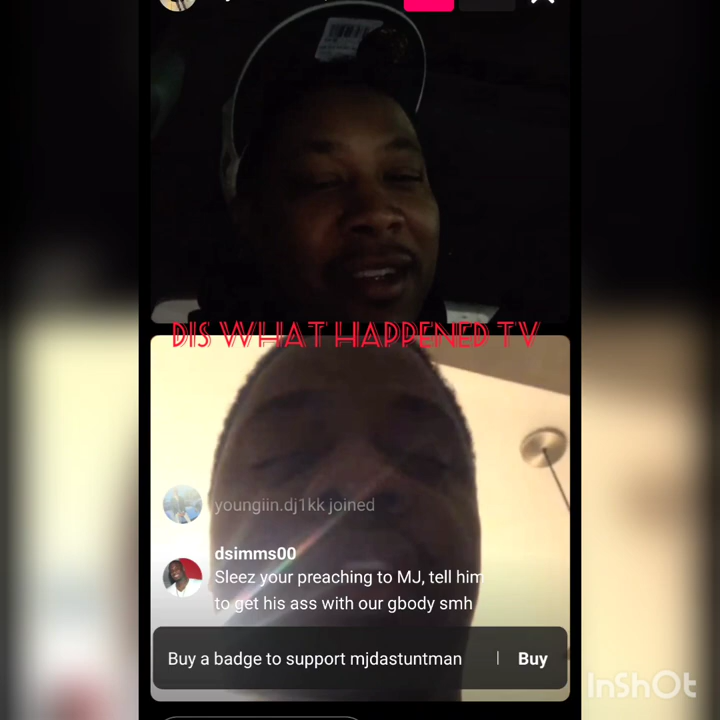 DIS WHAT HAPPENED TV
youngiin.dj1kk joined
dsimms00
Sleez your preaching to MJ, tell him
to get his ass with our gbody smh
Buy a badge to support mjdastuntman | Buy
InShOt